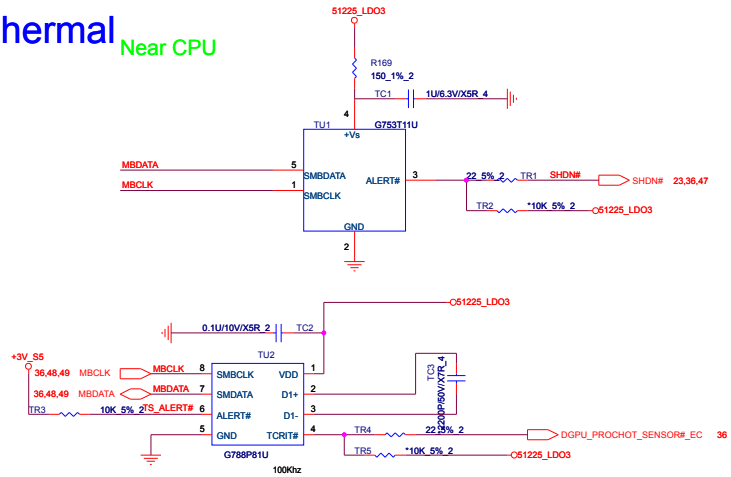 hermal
Near CPU
51225_LDO3
R169
150_1%_2
TC1 1U/6.3V/X5R_4
4
TU1 G753T11U
+Vs
MBDATA 5 SMBDATA
MBCLK 1 SMBCLK
ALERT# 3 22_5%_2 TR1 SHDN# SHDN# 23,36,47
TR2 *10K_5%_2 51225_LDO3
GND
2
51225_LDO3
0.1U/10V/X5R_2 TC2
TU2
+3V_S5
36,48,49 MBCLK MBCLK 8 SMBCLK VDD 1
36,48,49 MBDATA MBDATA 7 SMDATA D1+ 2
TC3 *2200P/50V/X7R_4
TR3 10K_5%_2 TS_ALERT# 6 ALERT# D1- 3
5 GND TCRIT# 4 TR4 22_5%_2 DGPU_PROCHOT_SENSOR#_EC 36
TR5 *10K_5%_2 51225_LDO3
G788P81U
100Khz